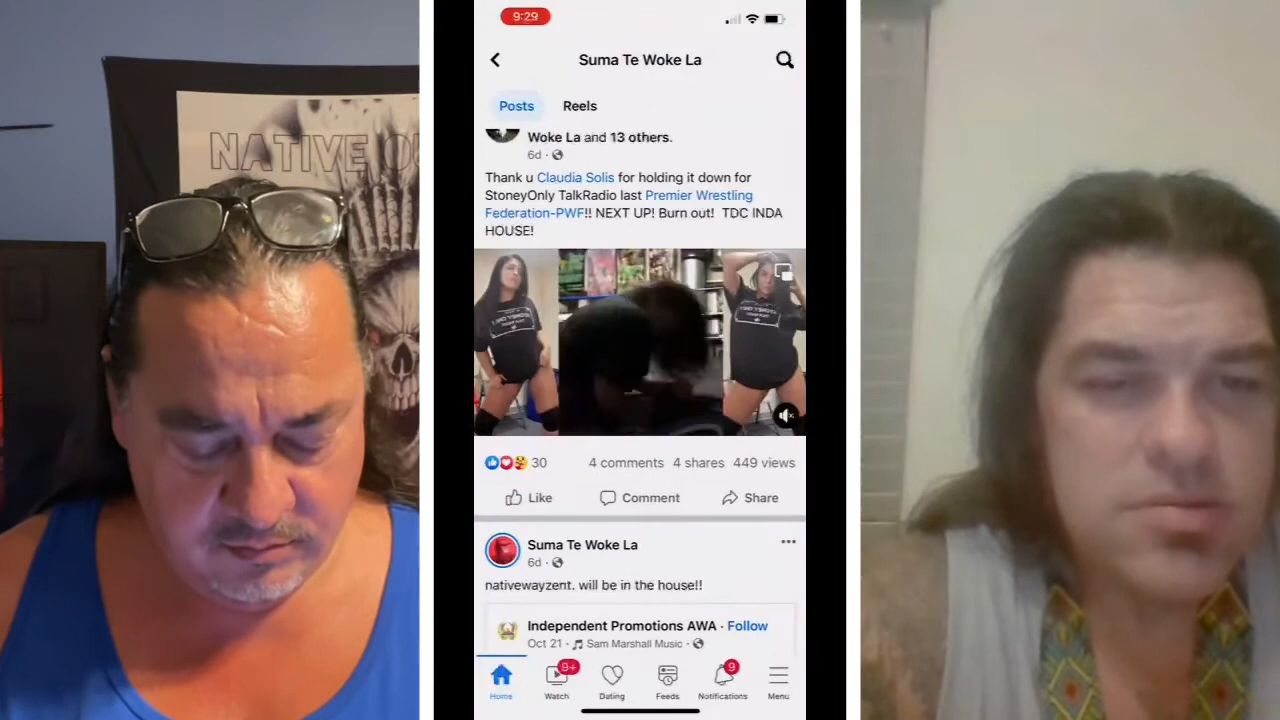 NATIVE OU
9:29
Suma Te Woke La
Posts
Reels
Woke La and 13 others.
6d
Thank u Claudia Solis for holding it down for
StoneyOnly TalkRadio last Premier Wrestling
Federation-PWF!! NEXT UP! Burn out! TDC INDA
HOUSE!
30
4 comments 4 shares 449 views
Like
Comment
Share
Suma Te Woke La
6d
nativewayzent. will be in the house!!
Independent Promotions AWA · Follow
Oct 21 · Sam Marshall Music ·
9+
9
Home
Watch
Dating
Feeds
Notifications
Menu